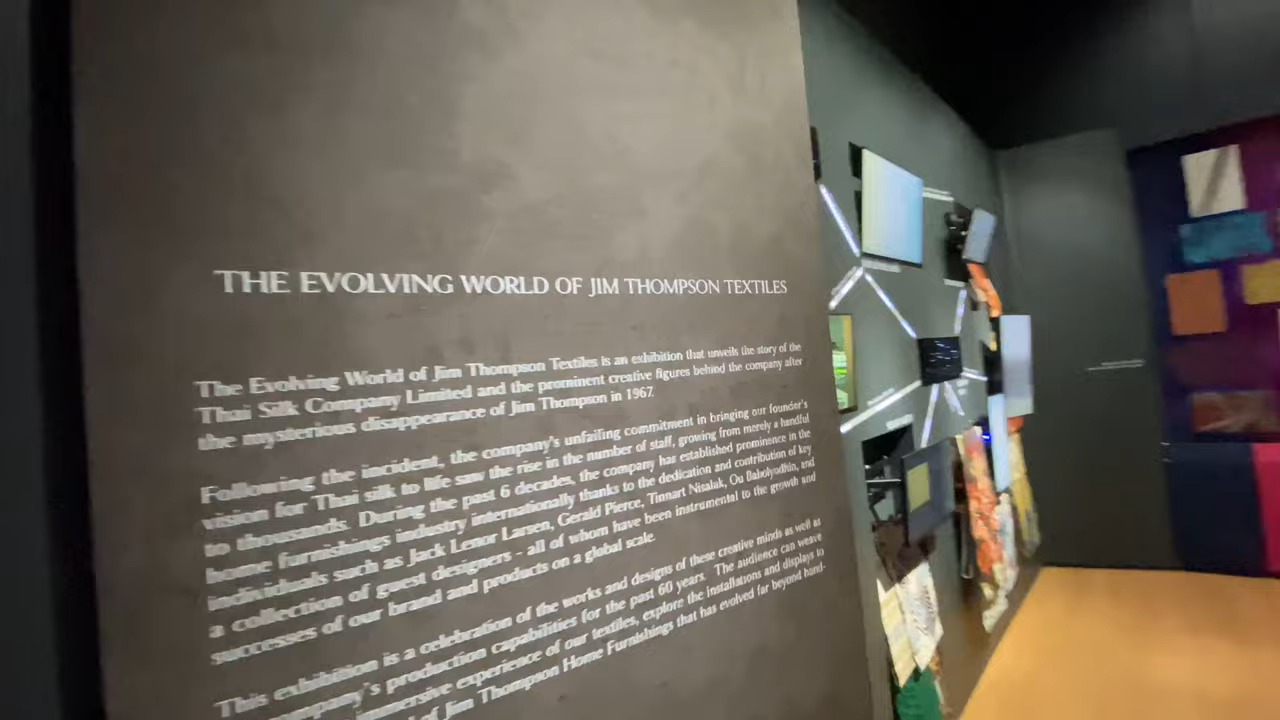 THE EVOLVING WORLD OF JIM THOMPSON TEXTILES
The Evolving World of Jim Thompson Textiles is an exhibition that unveils the story of the
Thai Silk Company Limited and the prominent creative figures behind the company after
the mysterious disappearance of Jim Thompson in 1967.
Following the incident, the company's unfailing commitment in bringing our founder's
vision for Thai silk to life saw the rise in the number of staff, growing from merely a handful
to thousands. During the past 6 decades, the company has established prominence in the
home furnishings industry internationally thanks to the dedication and contribution of key
individuals such as Jack Lenor Larsen, Gerald Pierce, Tinnart Nisalak, Ou Baholyodhin, and
a collection of guest designers - all of whom have been instrumental to the growth and
successes of our brand and products on a global scale.
This exhibition is a celebration of the works and designs of these creative minds as well as
company's production capabilities for the past 60 years. The audience can weave
immersive experience of our textiles, explore the installations and displays to
of Jim Thompson Home Furnishings that has evolved far beyond hand-